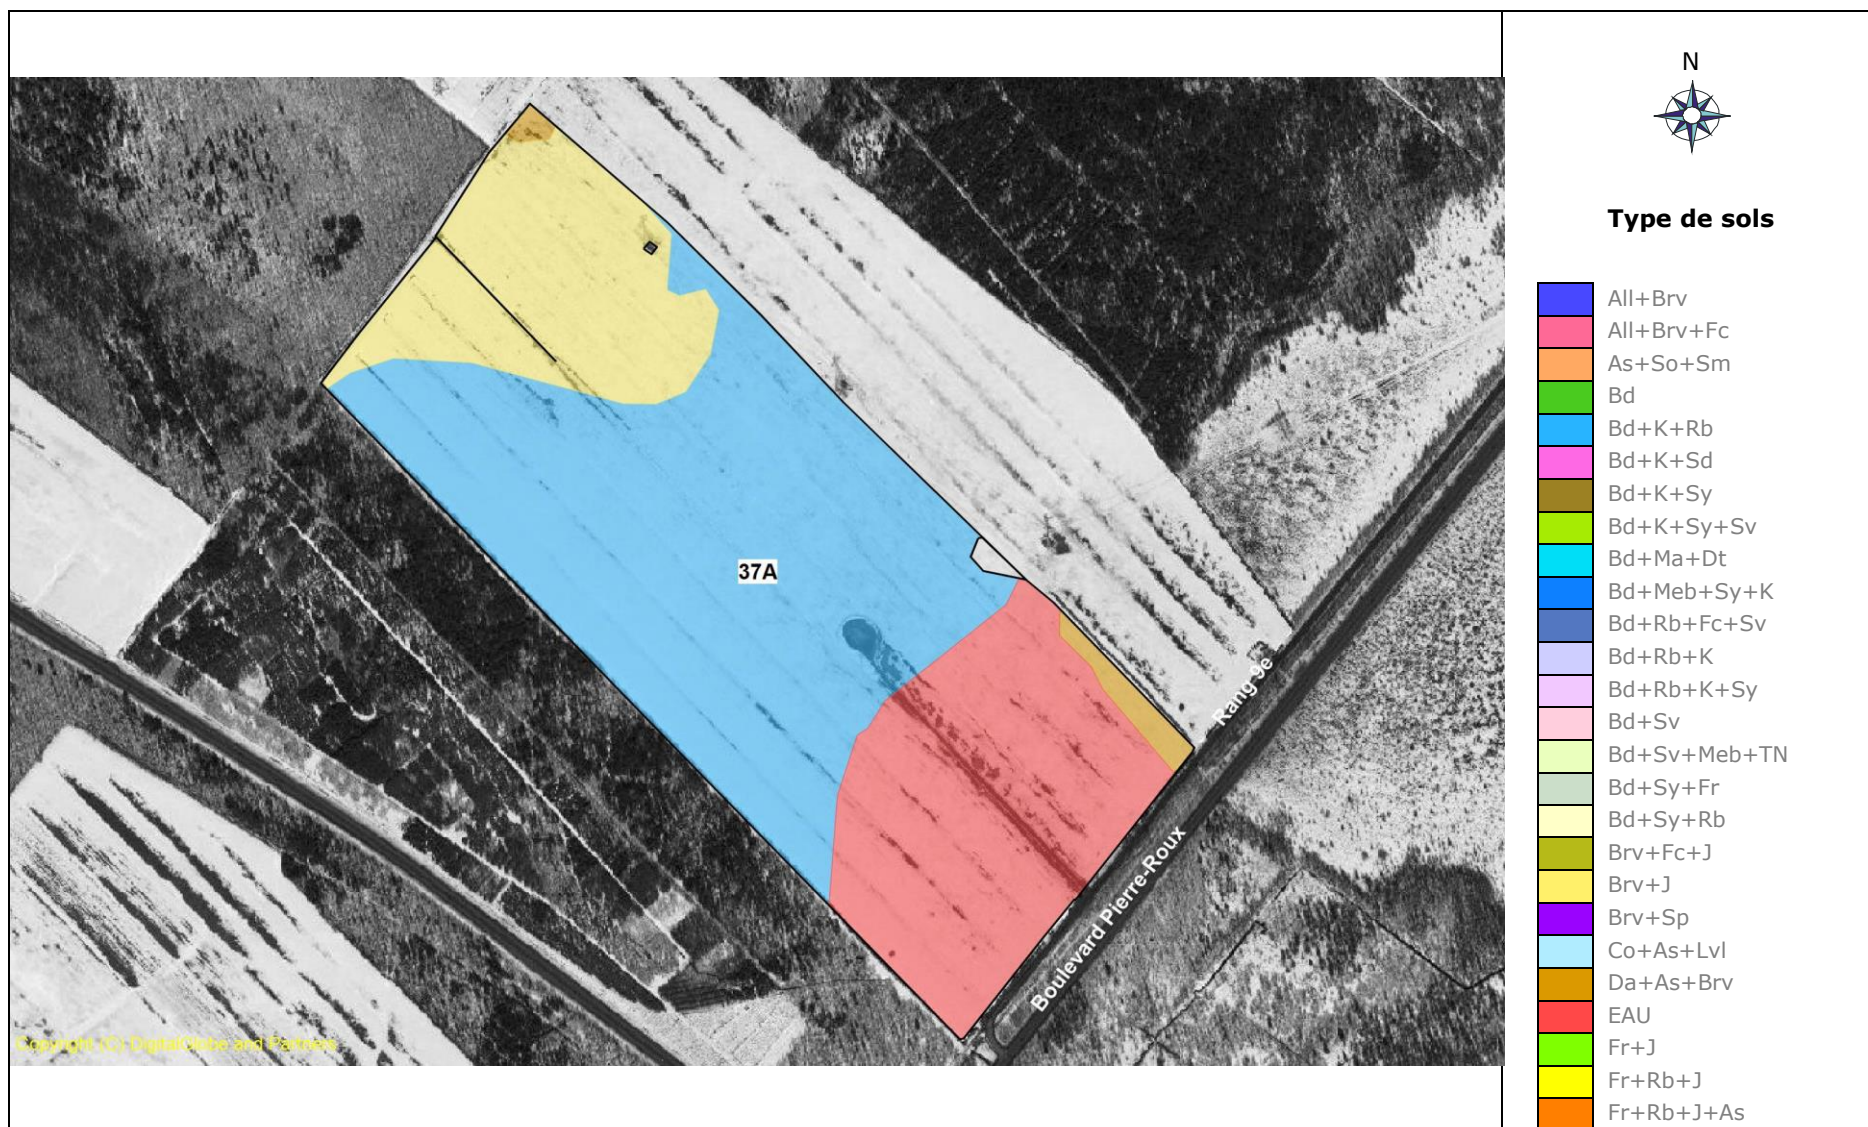 N
Type de sols
All+Brv
All+Brv+Fc
As+So+Sm
Bd
Bd+K+Rb
Bd+K+Sd
Bd+K+Sy
Bd+K+Sy+Sv
Bd+Ma+Dt
Bd+Meb+Sy+K
Bd+Rb+Fc+Sv
Bd+Rb+K
Bd+Rb+K+Sy
Bd+Sv
Bd+Sv+Meb+TN
Bd+Sy+Fr
Bd+Sy+Rb
Brv+Fc+J
Brv+J
Brv+Sp
Co+As+Lvl
Da+As+Brv
EAU
Fr+J
Fr+Rb+J
Fr+Rb+J+As
37A
Rang 9e
Boulevard Pierre-Roux
Copyright (C) DigitalGlobe and Partners